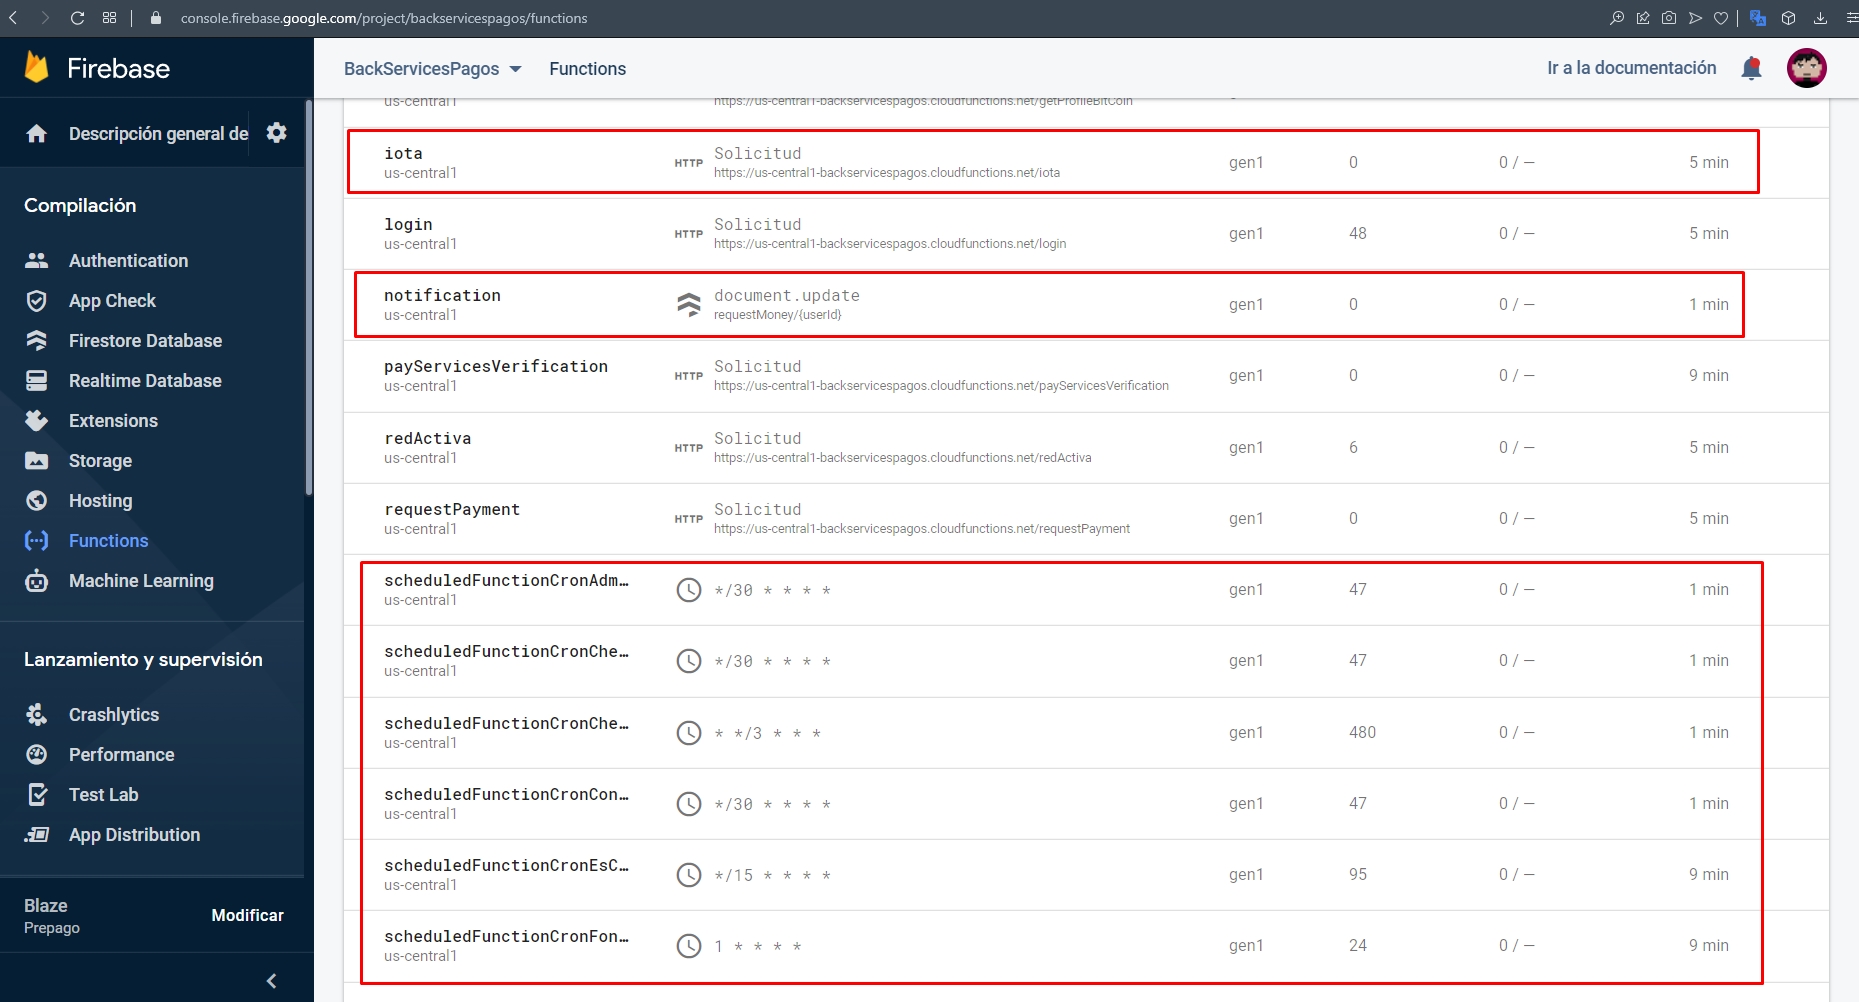 console.firebase.google.com/project/backservicespagos/functions
Firebase
BackServicesPagos
Functions
Ir a la documentación
Descripción general de
Compilación
Authentication
App Check
Firestore Database
Realtime Database
Extensions
Storage
Hosting
Functions
Machine Learning
Lanzamiento y supervisión
Crashlytics
Performance
Test Lab
App Distribution
Blaze
Prepago
Modificar
us-central1
https://us-central1-backservicespagos.cloudfunctions.net/getProfileBitCoin
iota
us-central1
HTTP
Solicitud
https://us-central1-backservicespagos.cloudfunctions.net/iota
gen1
0
0 / —
5 min
login
us-central1
HTTP
Solicitud
https://us-central1-backservicespagos.cloudfunctions.net/login
gen1
48
0 / —
5 min
notification
us-central1
document.update
requestMoney/{userId}
gen1
0
0 / —
1 min
payServicesVerification
us-central1
HTTP
Solicitud
https://us-central1-backservicespagos.cloudfunctions.net/payServicesVerification
gen1
0
0 / —
9 min
redActiva
us-central1
HTTP
Solicitud
https://us-central1-backservicespagos.cloudfunctions.net/redActiva
gen1
6
0 / —
5 min
requestPayment
us-central1
HTTP
Solicitud
https://us-central1-backservicespagos.cloudfunctions.net/requestPayment
gen1
0
0 / —
5 min
scheduledFunctionCronAdm…
us-central1
*/30 * * * *
gen1
47
0 / —
1 min
scheduledFunctionCronChe…
us-central1
*/30 * * * *
gen1
47
0 / —
1 min
scheduledFunctionCronChe…
us-central1
* */3 * * *
gen1
480
0 / —
1 min
scheduledFunctionCronCon…
us-central1
*/30 * * * *
gen1
47
0 / —
1 min
scheduledFunctionCronEsC…
us-central1
*/15 * * * *
gen1
95
0 / —
9 min
scheduledFunctionCronFon…
us-central1
1 * * * *
gen1
24
0 / —
9 min